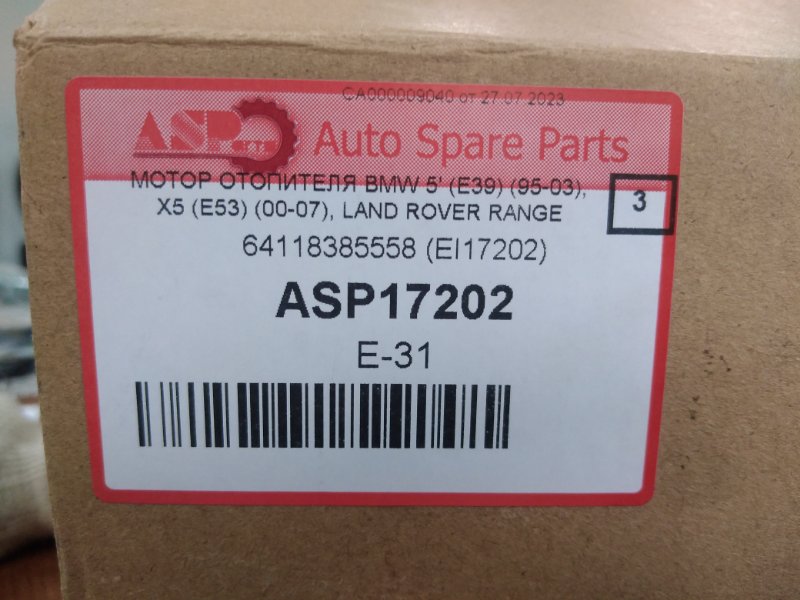 СА000009040 от 27.07.2023
ASP
Auto Spare Parts
МОТОР ОТОПИТЕЛЯ BMW 5' (E39) (95-03),
X5 (E53) (00-07), LAND ROVER RANGE
3
64118385558 (EI17202)
ASP17202
E-31